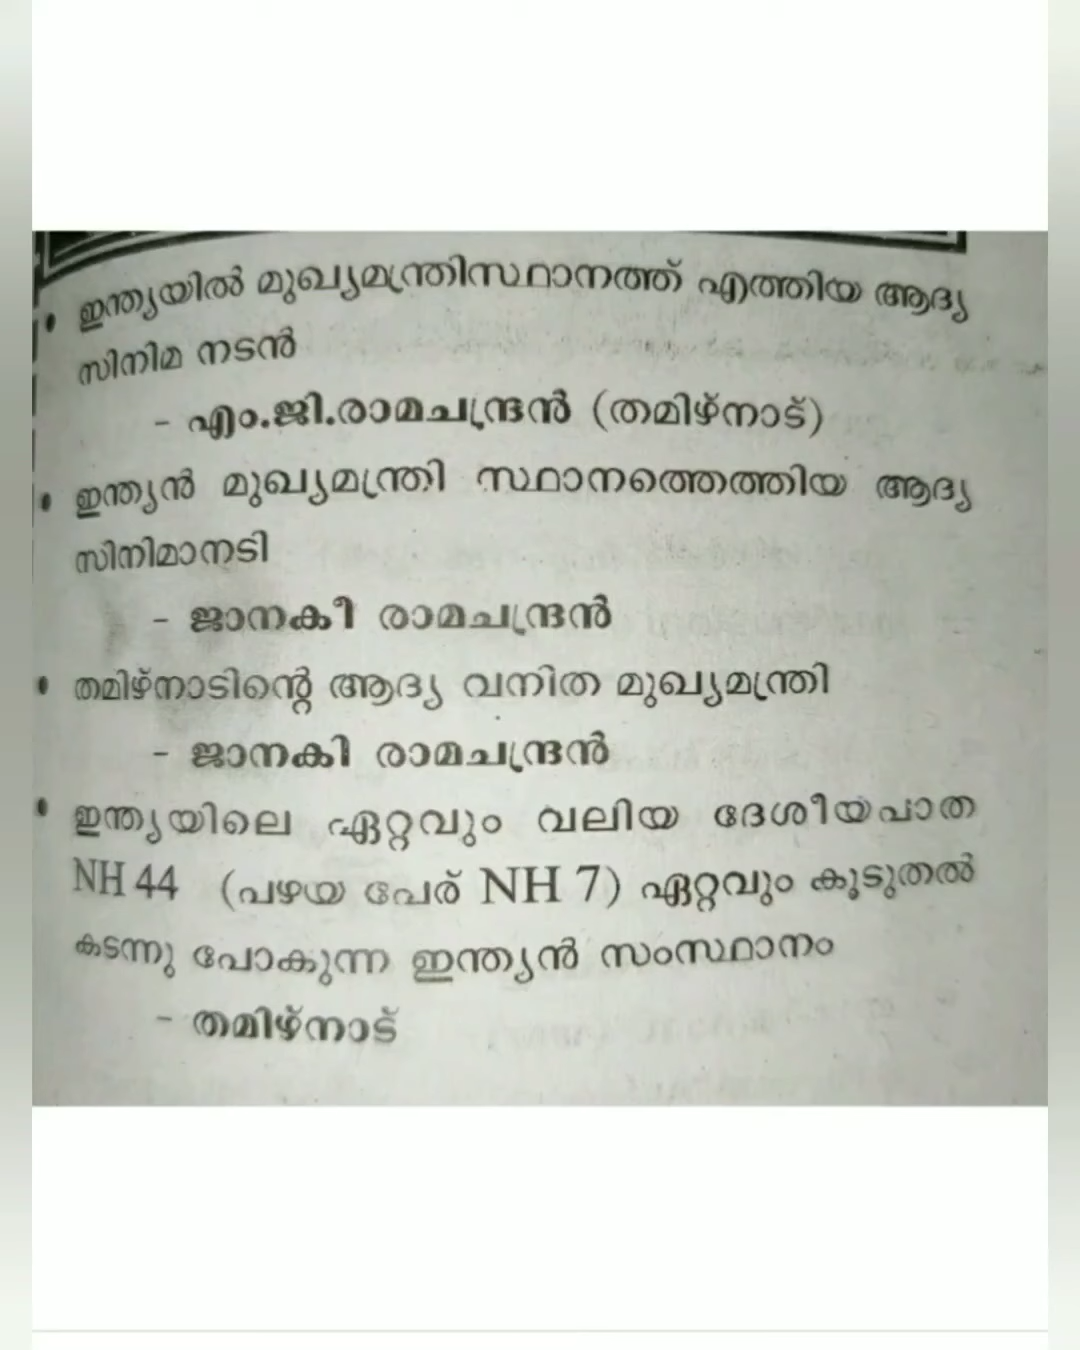 • ഇന്ത്യയിൽ മുഖ്യമന്ത്രിസ്ഥാനത്ത് എത്തിയ ആദ്യ
സിനിമ നടൻ
- എം.ജി.രാമചന്ദ്രൻ (തമിഴ്നാട്)
• ഇന്ത്യൻ മുഖ്യമന്ത്രി സ്ഥാനത്തെത്തിയ ആദ്യ
സിനിമാനടി
- ജാനകീ രാമചന്ദ്രൻ
• തമിഴ്നാടിന്റെ ആദ്യ വനിത മുഖ്യമന്ത്രി
- ജാനകി രാമചന്ദ്രൻ
• ഇന്ത്യയിലെ ഏറ്റവും വലിയ ദേശീയപാത
NH 44 (പഴയ പേര് NH 7) ഏറ്റവും കൂടുതൽ
കടന്നു പോകുന്ന ഇന്ത്യൻ സംസ്ഥാനം
- തമിഴ്നാട്